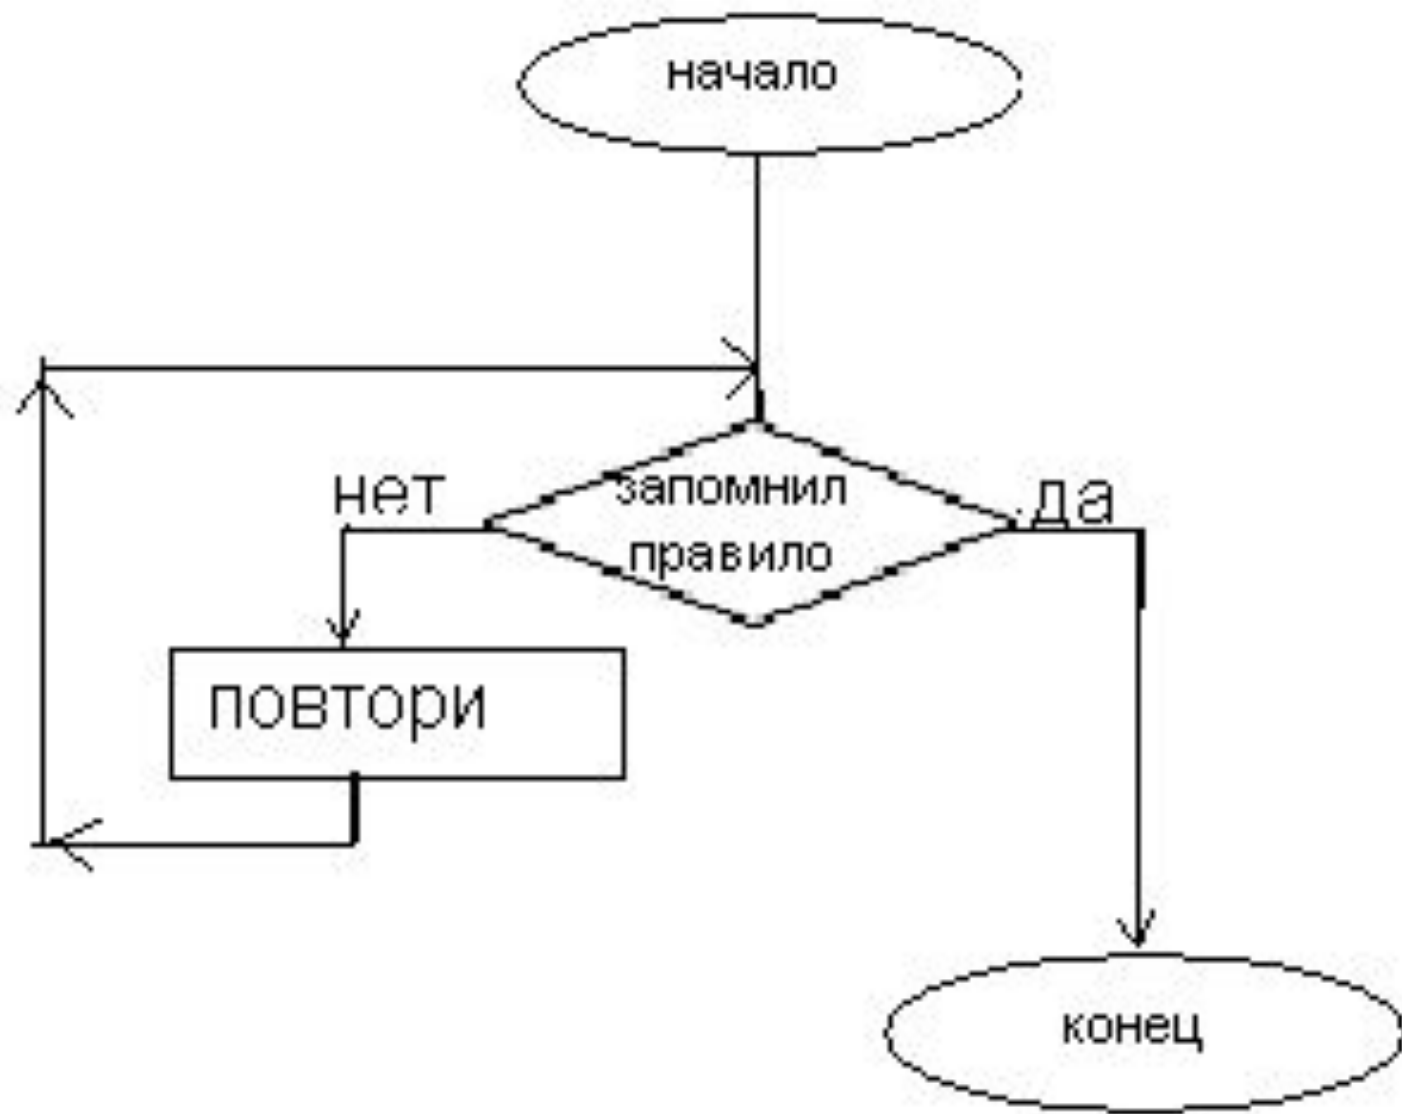 начало
нет
запомнил
правило
да
повтори
конец